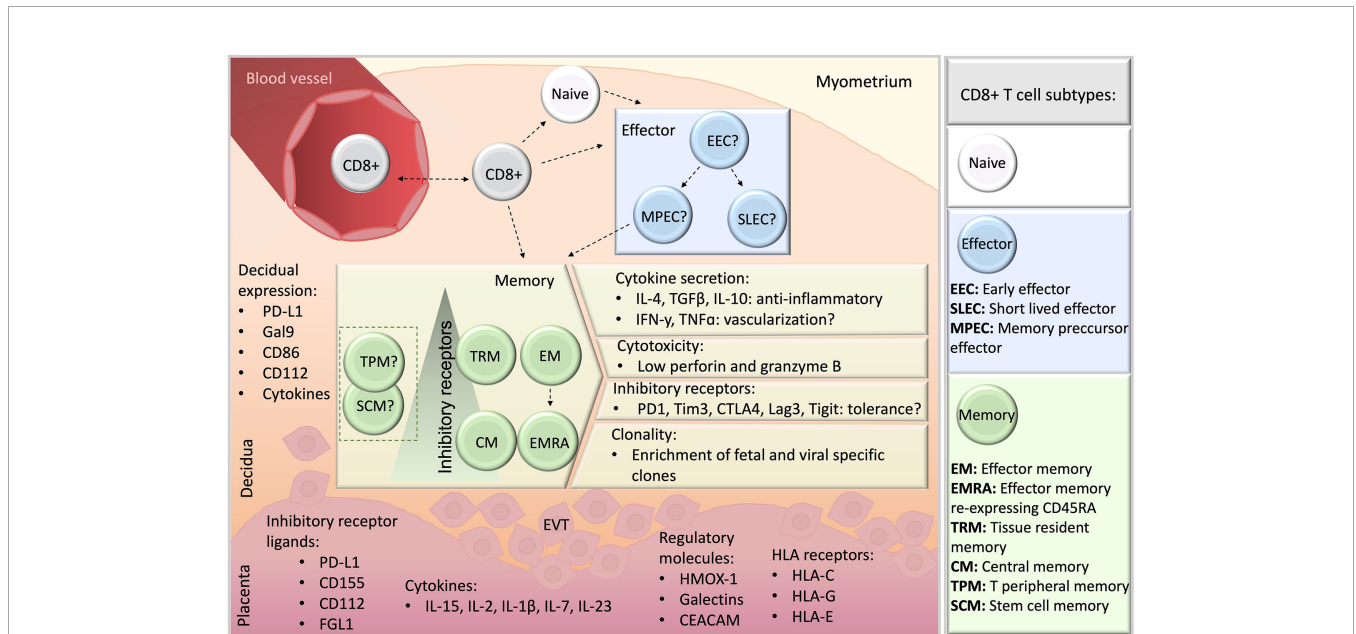 Blood vessel
Myometrium
Naive
Effector
EEC?
CD8+
CD8+
MPEC?
SLEC?
Decidual
expression:
• PD-L1
• Gal9
• CD86
• CD112
• Cytokines
Decidua
Memory
TPM?
SCM?
Inhibitory receptors
TRM
EM
CM
EMRA
Cytokine secretion:
• IL-4, TGFβ, IL-10: anti-inflammatory
• IFN-γ, TNFα: vascularization?
Cytotoxicity:
• Low perforin and granzyme B
Inhibitory receptors:
• PD1, Tim3, CTLA4, Lag3, Tigit: tolerance?
Clonality:
• Enrichment of fetal and viral specific
clones
Placenta
Inhibitory receptor
ligands:
• PD-L1
• CD155
• CD112
• FGL1
EVT
Cytokines:
• IL-15, IL-2, IL-1β, IL-7, IL-23
Regulatory
molecules:
• HMOX-1
• Galectins
• CEACAM
HLA receptors:
• HLA-C
• HLA-G
• HLA-E
CD8+ T cell subtypes:
Naive
Effector
EEC: Early effector
SLEC: Short lived effector
MPEC: Memory preccursor
effector
Memory
EM: Effector memory
EMRA: Effector memory
re-expressing CD45RA
TRM: Tissue resident
memory
CM: Central memory
TPM: T peripheral memory
SCM: Stem cell memory